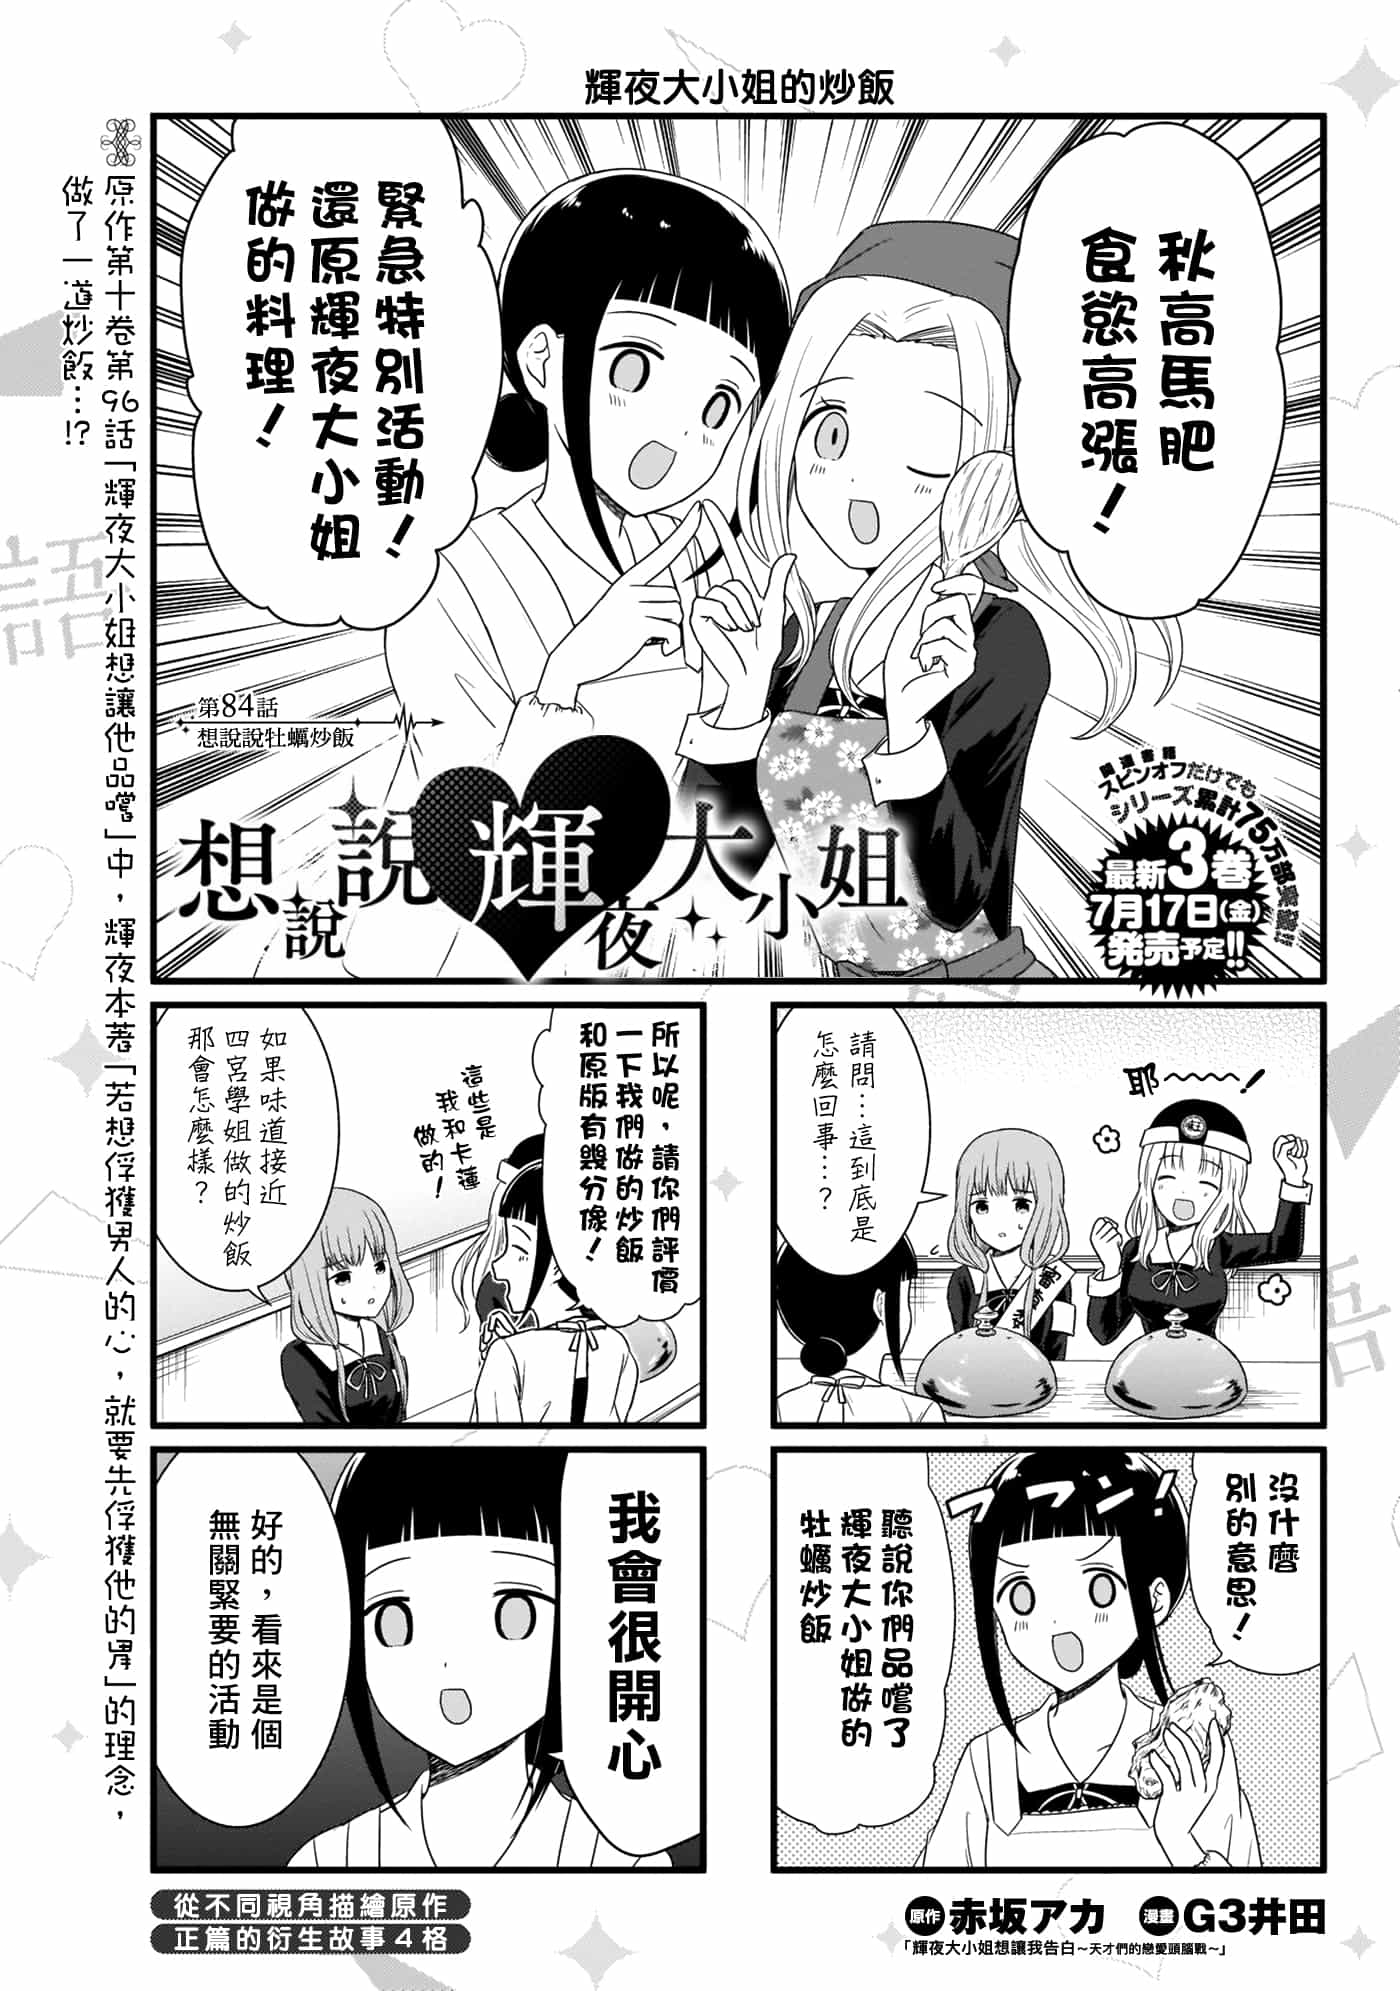 輝夜大小姐的炒飯
秋高馬肥
食慾高漲！
緊急特別活動！
還原輝夜大小姐
做的料理！
第84話
想說說牡蠣炒飯
想說說輝夜大小姐
関連書籍
スピンオフだけでも
シリーズ累計75万部突破!!!
最新3巻
7月17日(金)
発売予定!!
原作第十卷第96話「輝夜大小姐想讓他品嚐」中，輝夜本著「若想俘獲男人的心，就要先俘獲他的胃」的理念，
做了一道炒飯…!?
耶～～～！
請問…這到底是
怎麼回事…？
沒什麼
別的意思！
フフン！
聽說你們品嚐了
輝夜大小姐做的
牡蠣炒飯
所以呢，請你們評價
一下我們做的炒飯
和原版有幾分像！
這些是
我和卡蓮
做的！
如果味道接近
四宮學姐做的炒飯
那會怎麼樣？
我會很開心
好的，看來是個
無關緊要的活動
從不同視角描繪原作
正篇的衍生故事4格
原作 赤坂アカ 漫畫 G3井田
「輝夜大小姐想讓我告白～天才們的戀愛頭腦戰～」
語
語